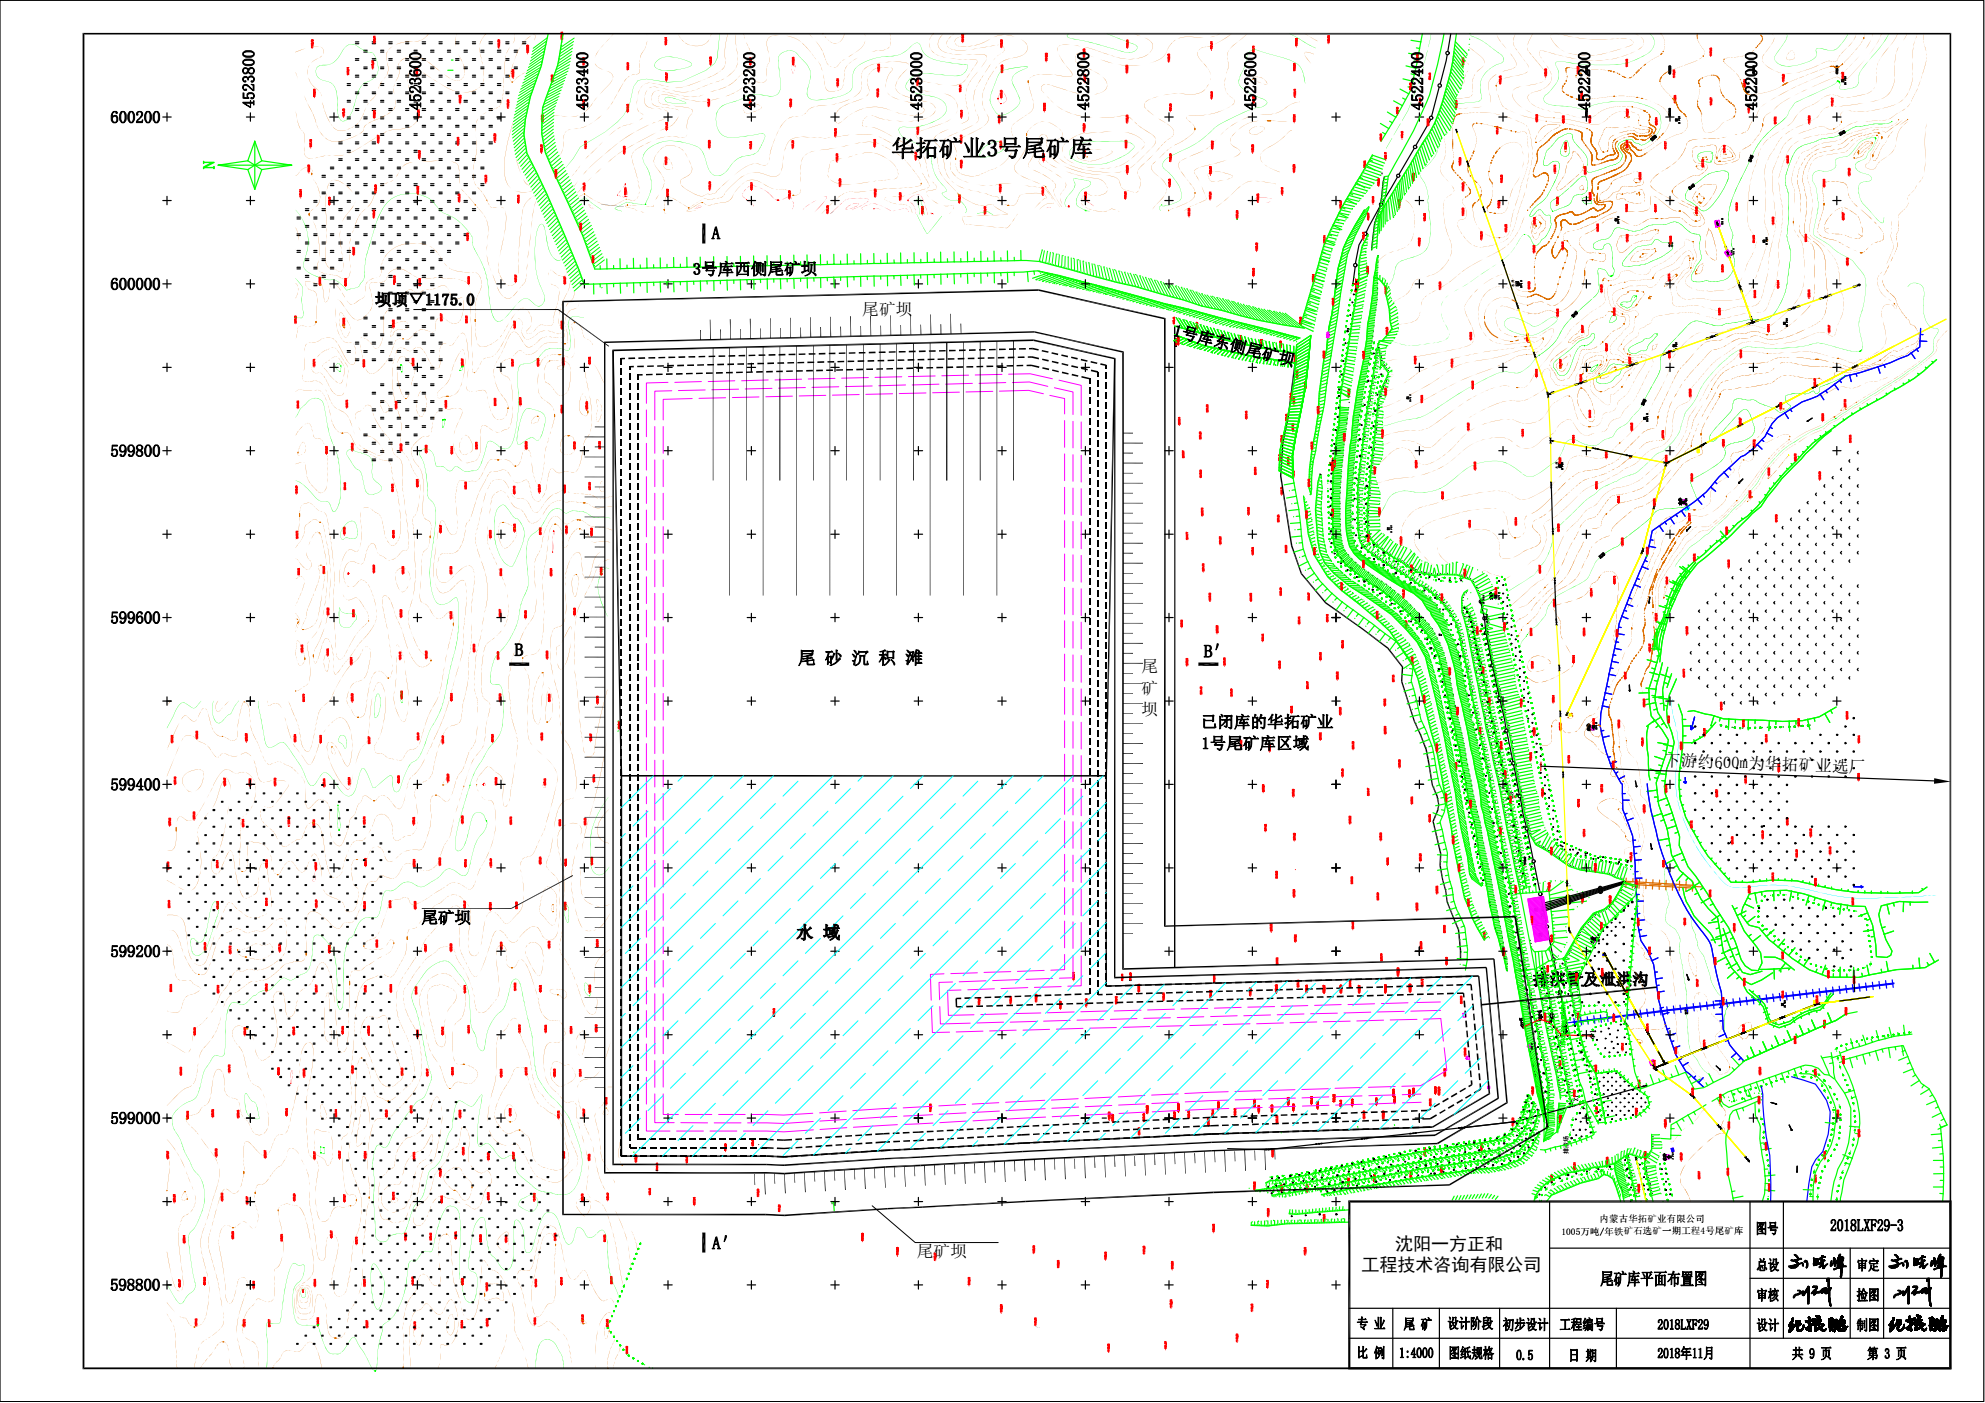 4523800
4523600
4523400
4523200
4523000
4522800
4522600
4522400
4522200
4522000
600200
600000
599800
599600
599400
599200
599000
598800
N
华拓矿业3号尾矿库
A
3号库西侧尾矿坝
坝顶▽1175.0
尾矿坝
1号库东侧尾矿坝
B
B′
尾砂沉积滩
尾矿坝
已闭库的华拓矿业
1号尾矿库区域
下游约600m为华拓矿业选厂
尾矿坝
水域
排洪管及泄洪沟
A′
尾矿坝
沈阳一方正和
工程技术咨询有限公司
内蒙古华拓矿业有限公司
1005万吨/年铁矿石选矿一期工程4号尾矿库
图号
2018LXF29-3
尾矿库平面布置图
总设
审定
审核
捡图
设计
制图
专业
尾矿
设计阶段
初步设计
工程编号
2018LXF29
比例
1:4000
图纸规格
0.5
日期
2018年11月
共 9 页
第 3 页